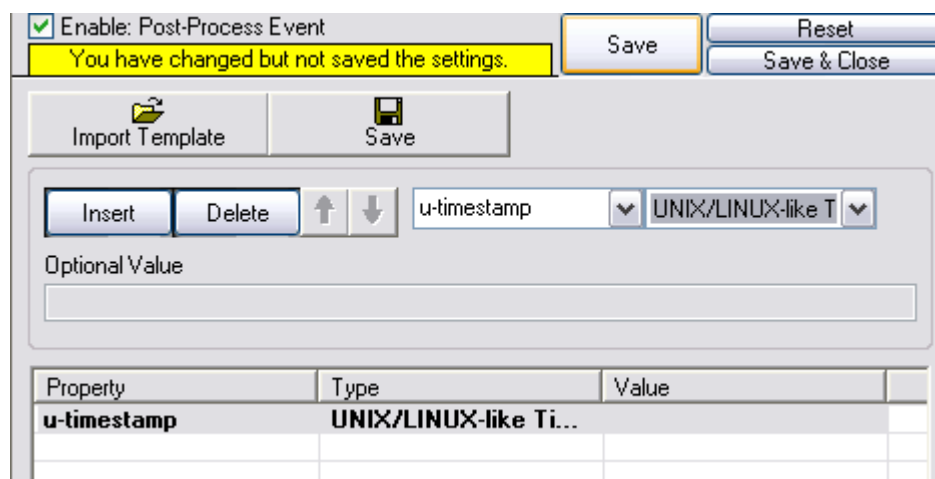 Enable: Post-Process Event
You have changed but not saved the settings.
Save
Reset
Save & Close
Import Template
Save
Insert
Delete
u-timestamp
UNIX/LINUX-like T
Optional Value
Property Type Value
u-timestamp UNIX/LINUX-like Ti...